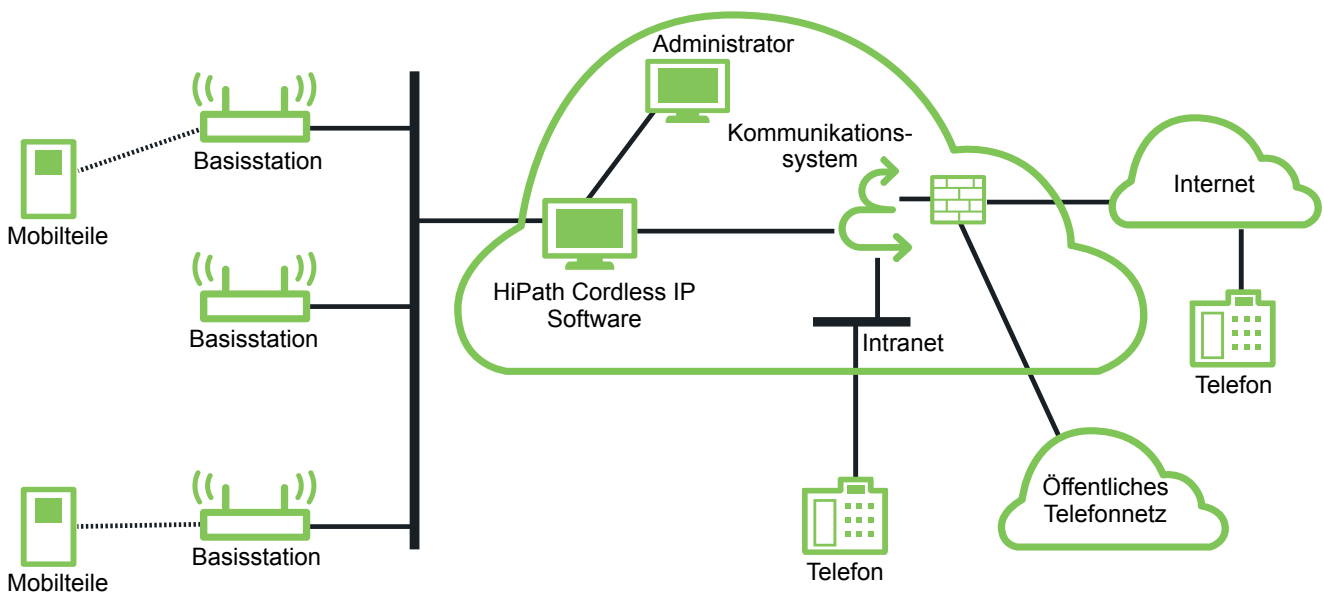 Administrator
Kommunikations-
system
Basisstation
Internet
Mobilteile
HiPath Cordless IP
Software
Basisstation
Intranet
Telefon
Öffentliches
Telefonnetz
Basisstation
Telefon
Mobilteile